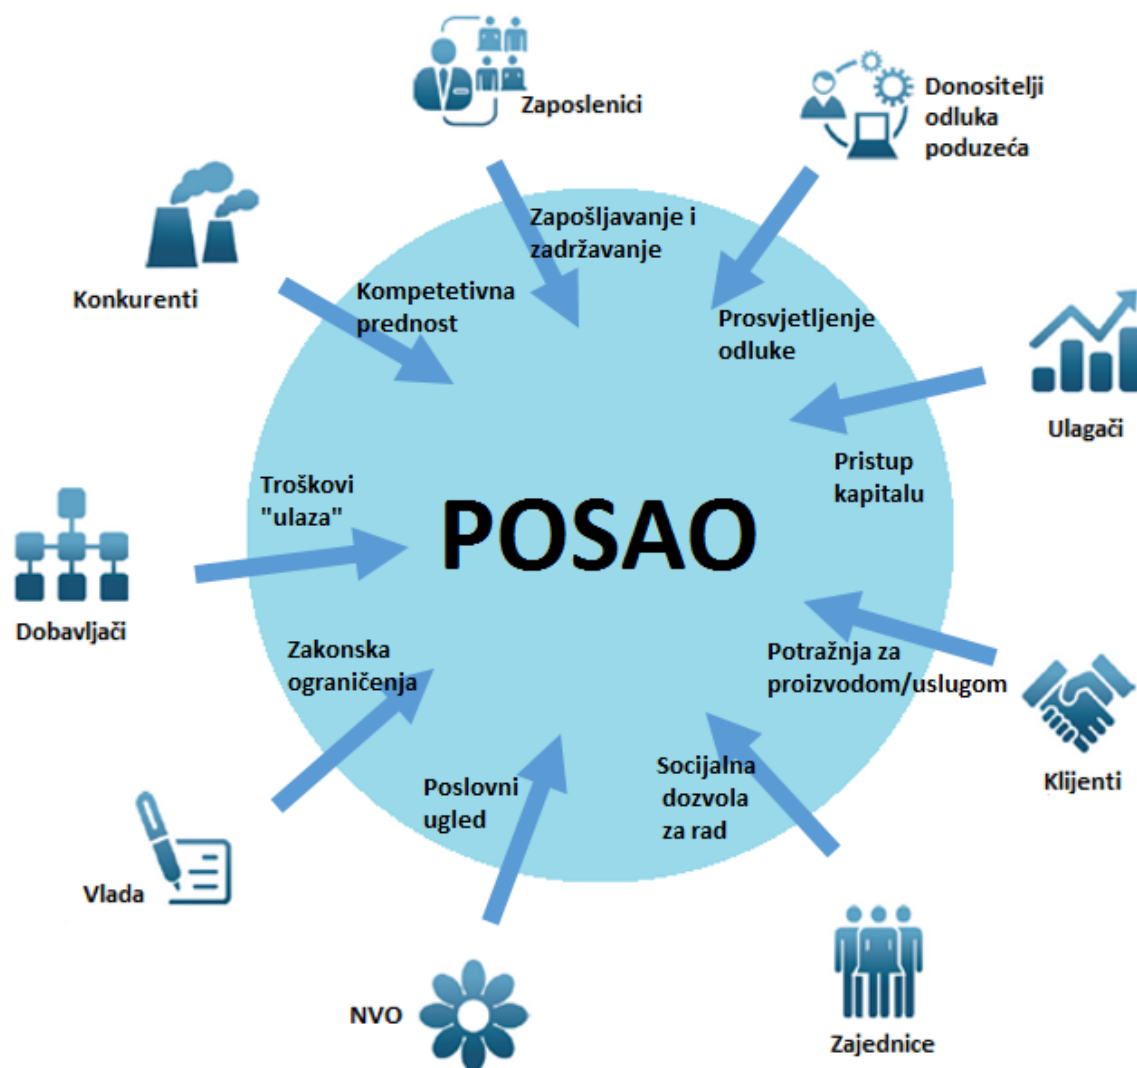 Zaposlenici
Donositelji
odluka
poduzeća
Zapošljavanje i
zadržavanje
Konkurenti
Kompetetivna
prednost
Prosvjetljenje
odluke
Ulagači
Pristup
kapitalu
Troškovi
"ulaza"
POSAO
Dobavljači
Zakonska
ograničenja
Potražnja za
proizvodom/uslugom
Klijenti
Poslovni
ugled
Socijalna
dozvola
za rad
Vlada
NVO
Zajednice